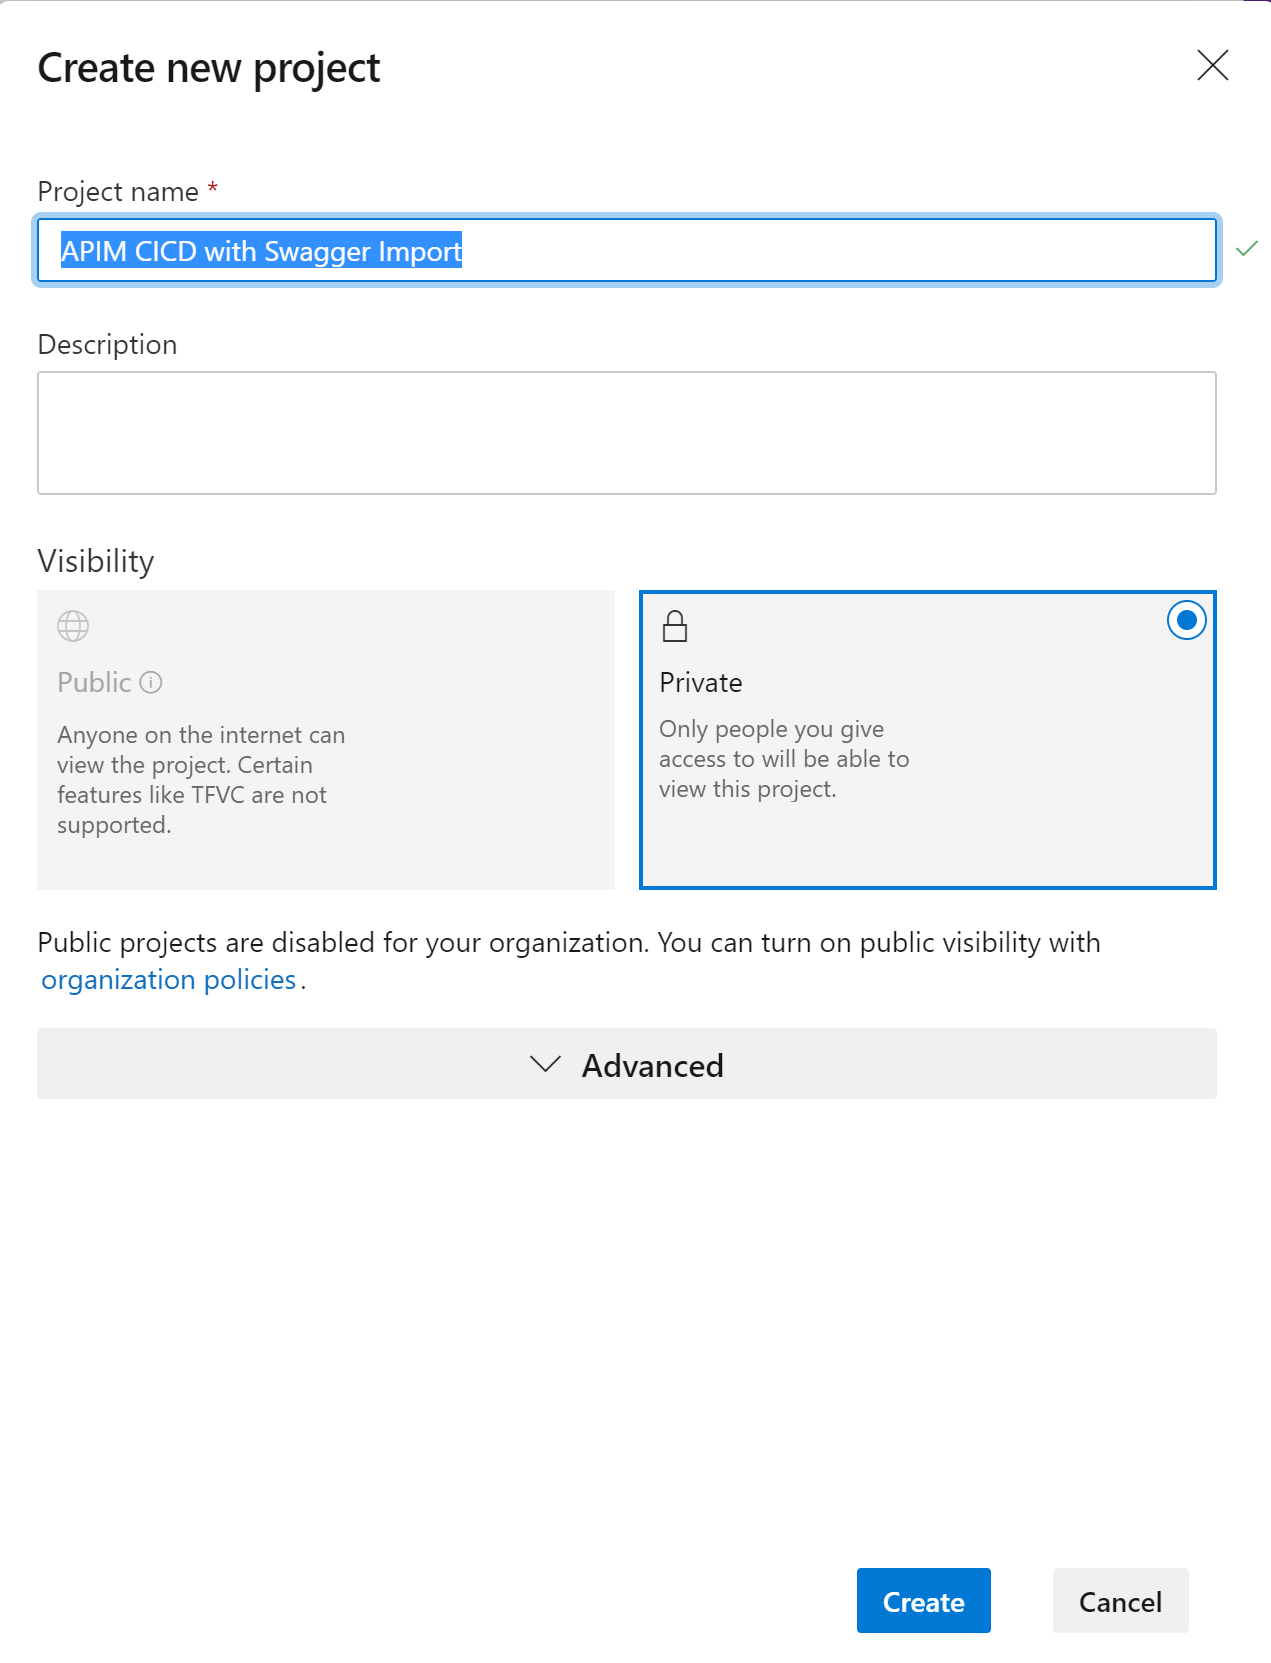 Create new project
Project name *
APIM CICD with Swagger Import
Description
Visibility
Public
Anyone on the internet can
view the project. Certain
features like TFVC are not
supported.
Private
Only people you give
access to will be able to
view this project.
Public projects are disabled for your organization. You can turn on public visibility with
organization policies.
Advanced
Create
Cancel